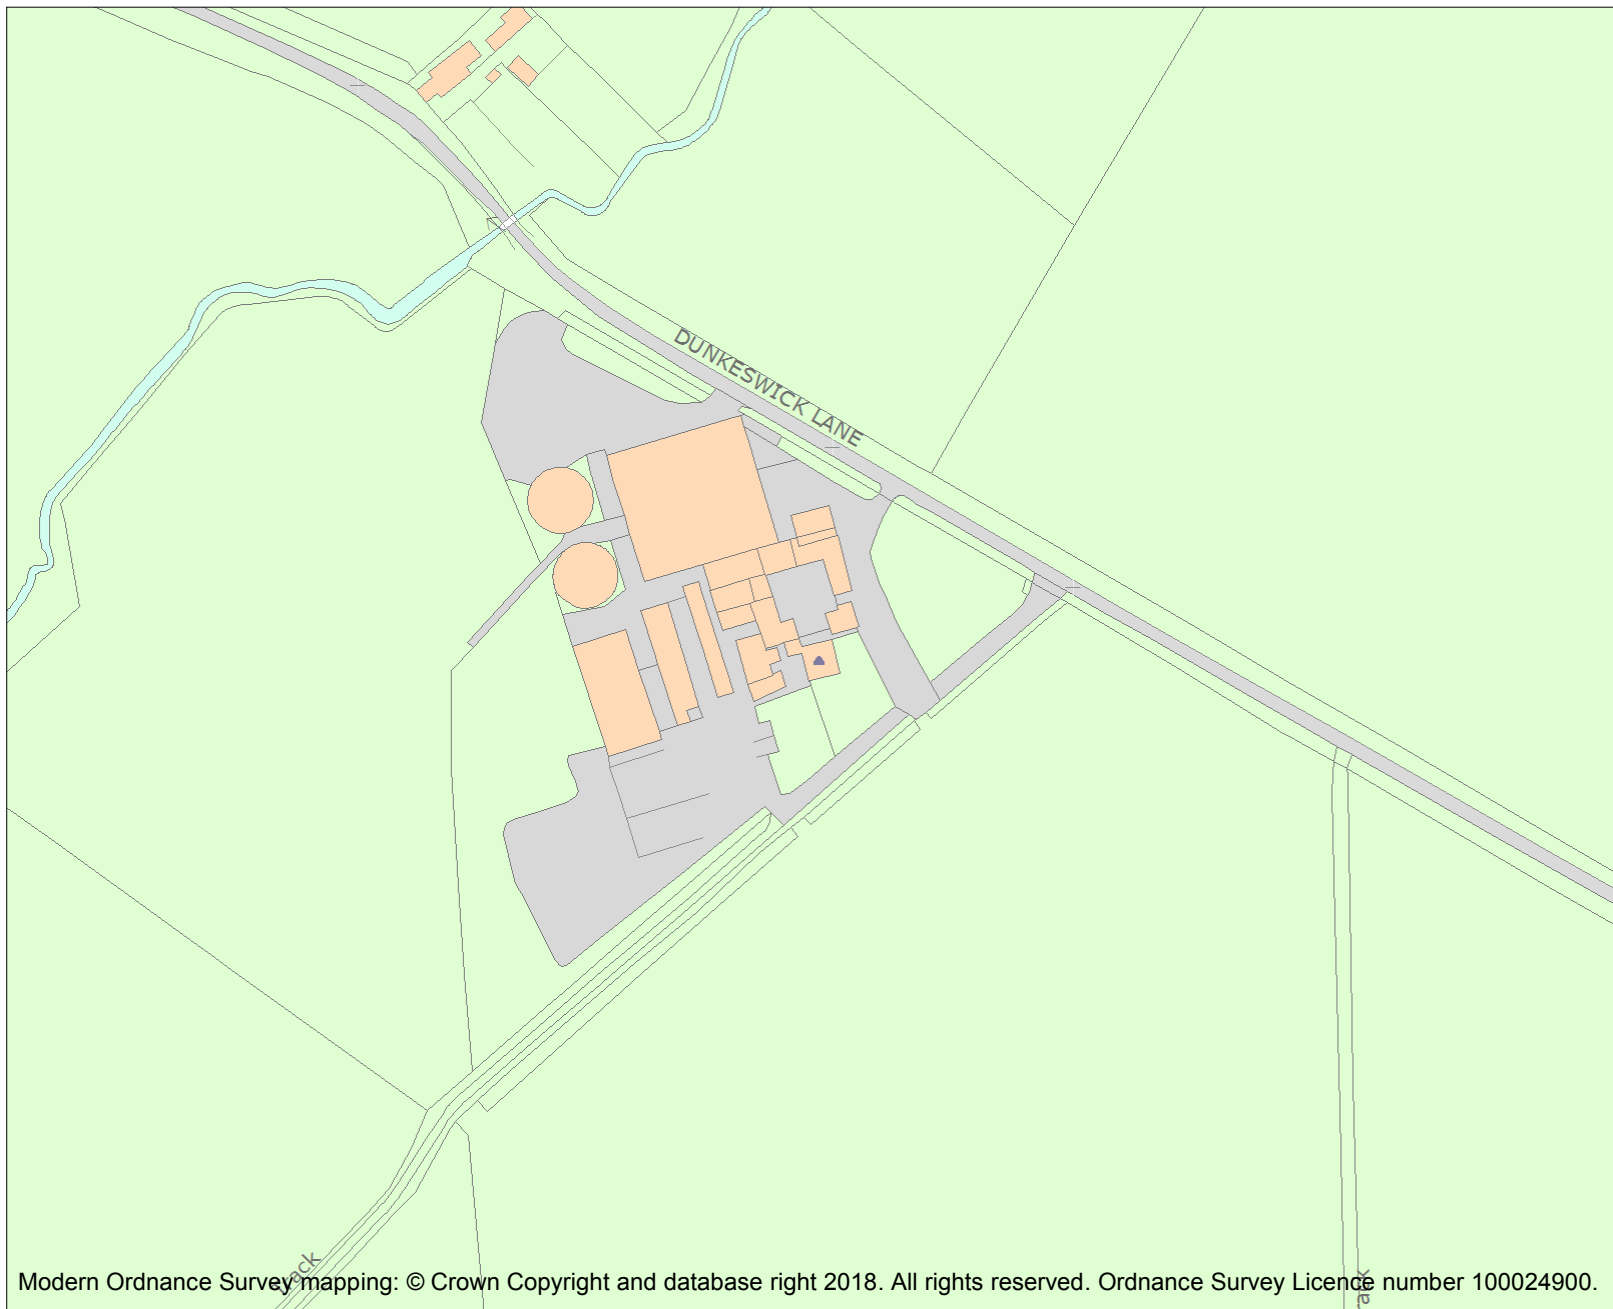 DUNKESWICK LANE
Track
Modern Ordnance Survey mapping: © Crown Copyright and database right 2018. All rights reserved. Ordnance Survey Licence number 100024900.